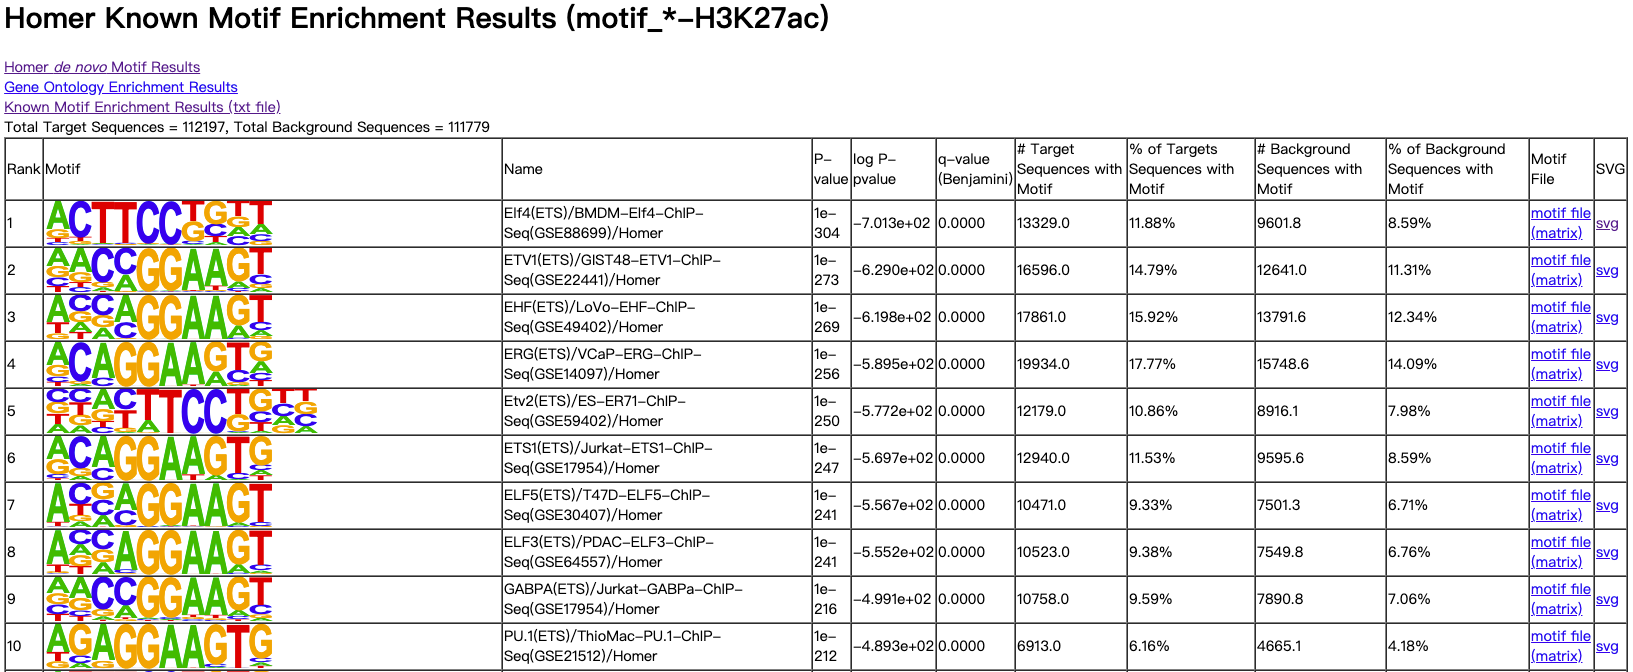 Homer Known Motif Enrichment Results (motif_*-H3K27ac)
Homer de novo Motif Results
Gene Ontology Enrichment Results
Known Motif Enrichment Results (txt file)
Total Target Sequences = 112197, Total Background Sequences = 111779
Rank Motif Name P-value log P-pvalue q-value (Benjamini) # Target Sequences with Motif % of Targets Sequences with Motif # Background Sequences with Motif % of Background Sequences with Motif Motif File SVG
1 ACTTCCTGTT Elf4(ETS)/BMDM-Elf4-ChIP-Seq(GSE88699)/Homer 1e-304 -7.013e+02 0.0000 13329.0 11.88% 9601.8 8.59% motif file (matrix) svg
2 AACCGGAAGT ETV1(ETS)/GIST48-ETV1-ChIP-Seq(GSE22441)/Homer 1e-273 -6.290e+02 0.0000 16596.0 14.79% 12641.0 11.31% motif file (matrix) svg
3 ACCAGGAAGT EHF(ETS)/LoVo-EHF-ChIP-Seq(GSE49402)/Homer 1e-269 -6.198e+02 0.0000 17861.0 15.92% 13791.6 12.34% motif file (matrix) svg
4 ACAGGAAGTG ERG(ETS)/VCaP-ERG-ChIP-Seq(GSE14097)/Homer 1e-256 -5.895e+02 0.0000 19934.0 17.77% 15748.6 14.09% motif file (matrix) svg
5 CCACTTCCTGTT Etv2(ETS)/ES-ER71-ChIP-Seq(GSE59402)/Homer 1e-250 -5.772e+02 0.0000 12179.0 10.86% 8916.1 7.98% motif file (matrix) svg
6 ACAGGAAGTG ETS1(ETS)/Jurkat-ETS1-ChIP-Seq(GSE17954)/Homer 1e-247 -5.697e+02 0.0000 12940.0 11.53% 9595.6 8.59% motif file (matrix) svg
7 ACGAGGAAGT ELF5(ETS)/T47D-ELF5-ChIP-Seq(GSE30407)/Homer 1e-241 -5.567e+02 0.0000 10471.0 9.33% 7501.3 6.71% motif file (matrix) svg
8 ACCAGGAAGT ELF3(ETS)/PDAC-ELF3-ChIP-Seq(GSE64557)/Homer 1e-241 -5.552e+02 0.0000 10523.0 9.38% 7549.8 6.76% motif file (matrix) svg
9 AACCGGAAGT GABPA(ETS)/Jurkat-GABPa-ChIP-Seq(GSE17954)/Homer 1e-216 -4.991e+02 0.0000 10758.0 9.59% 7890.8 7.06% motif file (matrix) svg
10 AGAGGAAGTG PU.1(ETS)/ThioMac-PU.1-ChIP-Seq(GSE21512)/Homer 1e-212 -4.893e+02 0.0000 6913.0 6.16% 4665.1 4.18% motif file (matrix) svg